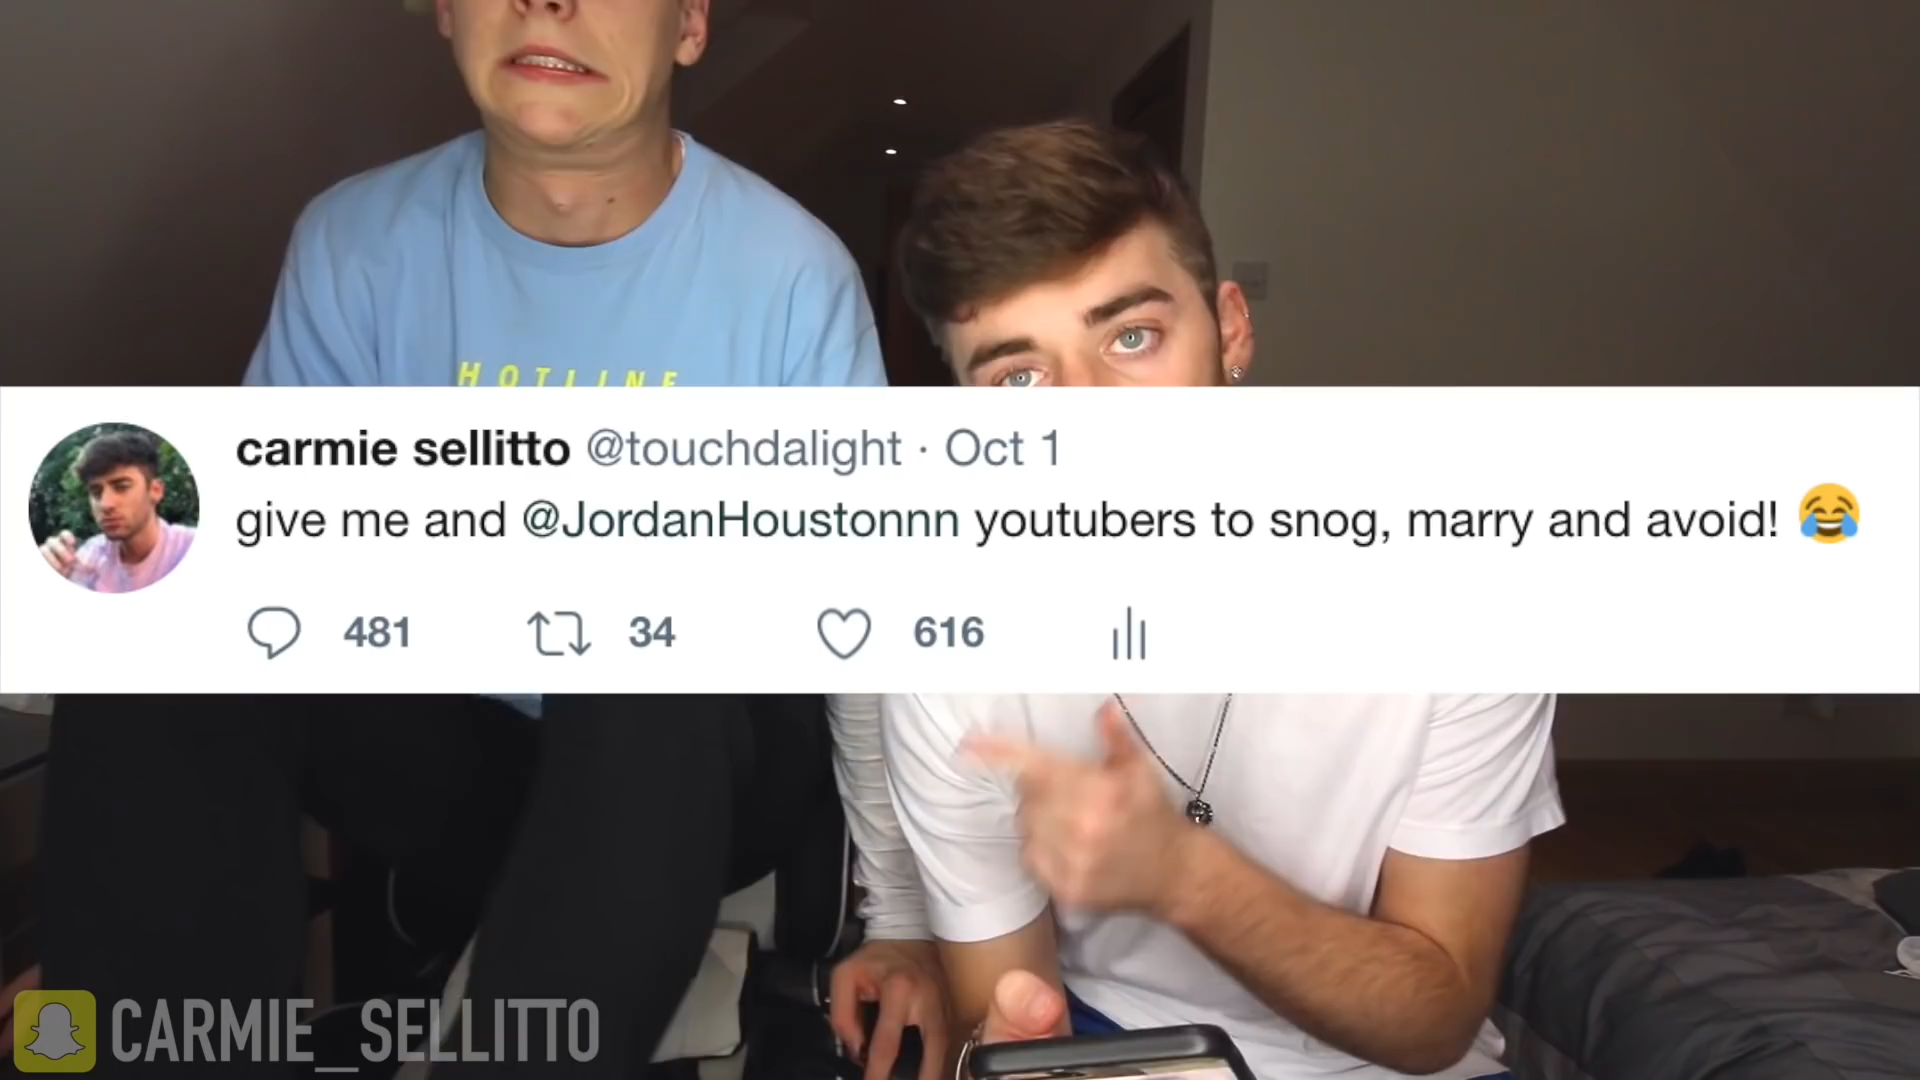 HOTLINE
carmie sellitto @touchdalight · Oct 1
give me and @JordanHoustonnn youtubers to snog, marry and avoid! 😂
481 34 616
CARMIE_SELLITTO